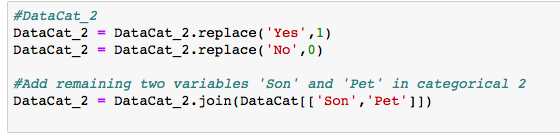 #DataCat_2
DataCat_2 = DataCat_2.replace('Yes',1)
DataCat_2 = DataCat_2.replace('No',0)
#Add remaining two variables 'Son' and 'Pet' in categorical 2
DataCat_2 = DataCat_2.join(DataCat[['Son','Pet']])